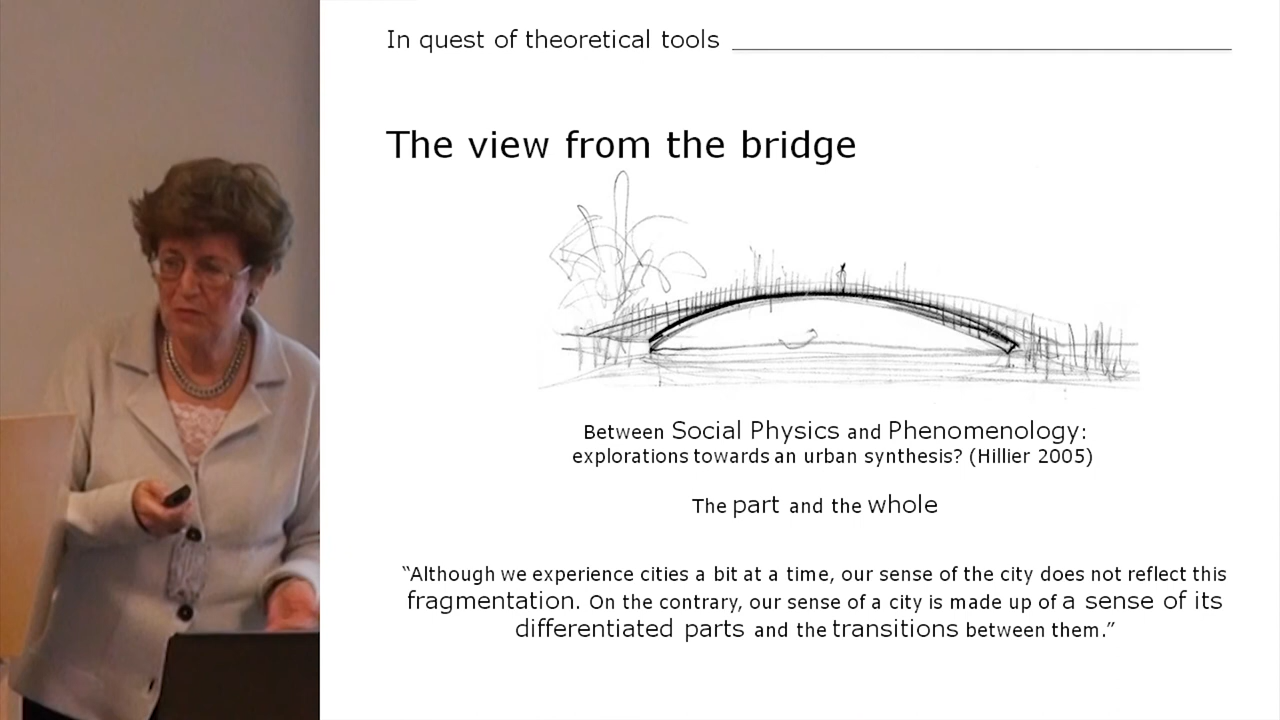 In quest of theoretical tools
The view from the bridge
Between Social Physics and Phenomenology:
explorations towards an urban synthesis? (Hillier 2005)
The part and the whole
“Although we experience cities a bit at a time, our sense of the city does not reflect this
fragmentation. On the contrary, our sense of a city is made up of a sense of its
differentiated parts and the transitions between them.”